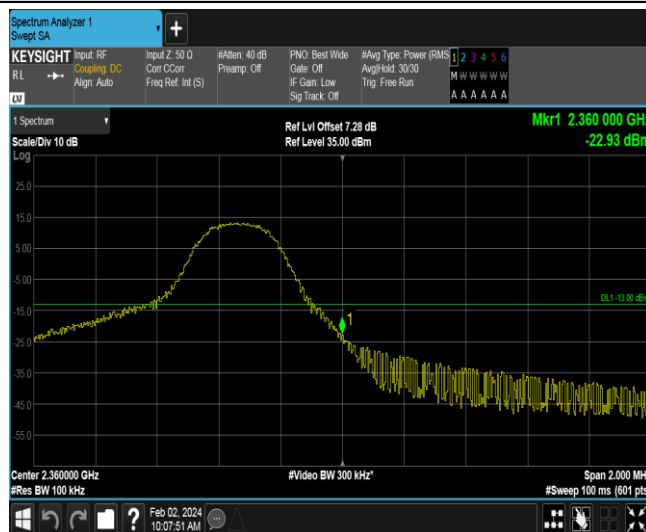 Spectrum Analyzer 1
Swept SA
+
KEYSIGHT Input: RF
RL
Coupling: DC
Align: Auto
LXI
Input Z: 50 Ω
Corr CCorr
Freq Ref: Int (S)
#Atten: 40 dB
Preamp: Off
PNO: Best Wide
Gate: Off
IF Gain: Low
Sig Track: Off
#Avg Type: Power (RMS
Avg|Hold: 30/30
Trig: Free Run
1 2 3 4 5 6
M W W W W W
A A A A A A
1 Spectrum
Scale/Div 10 dB
Log
Ref Lvl Offset 7.28 dB
Ref Level 35.00 dBm
Mkr1 2.360 000 GHz
-22.93 dBm
25.0
15.0
5.00
-5.00
DL1 -13.00 dBm
-15.0
1
-25.0
-35.0
-45.0
-55.0
Center 2.360000 GHz
#Video BW 300 kHz*
Span 2.000 MH
#Res BW 100 kHz
#Sweep 100 ms (601 pts
?
Feb 02, 2024
10:07:51 AM